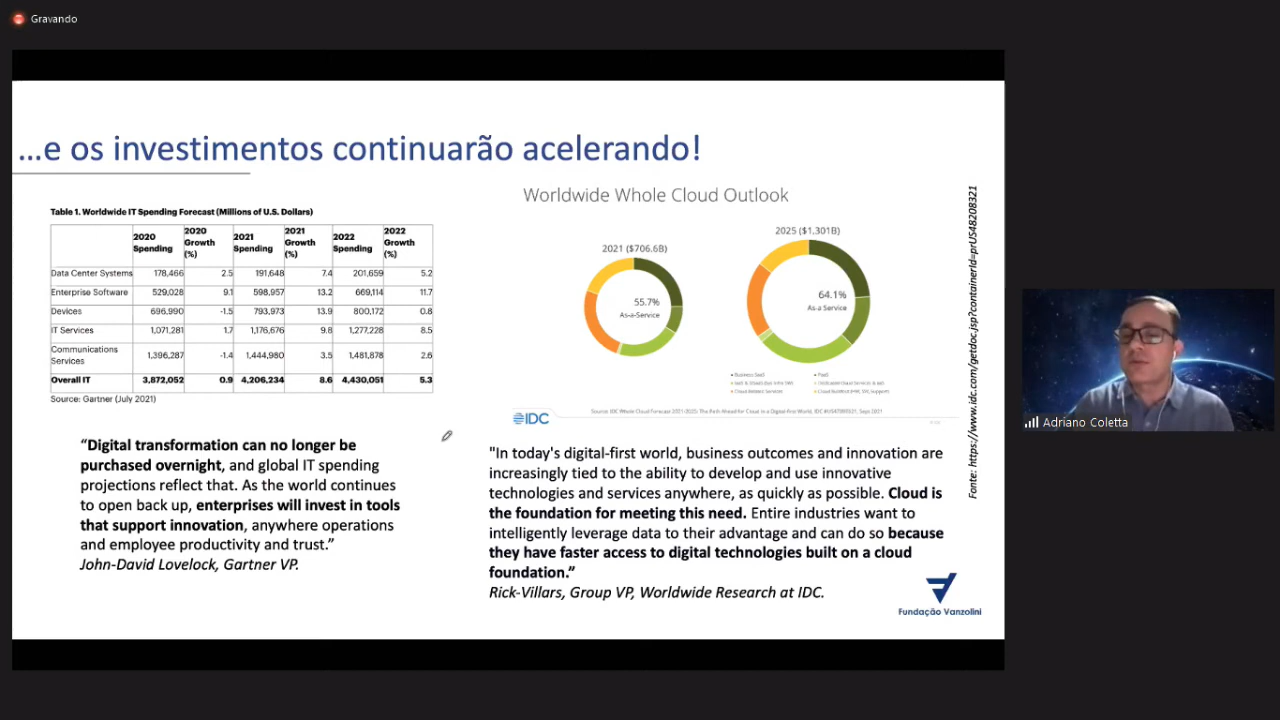 Gravando
...e os investimentos continuarão acelerando!
Table 1. Worldwide IT Spending Forecast (Millions of U.S. Dollars)
2020 Spending 2020 Growth (%) 2021 Spending 2021 Growth (%) 2022 Spending 2022 Growth (%)
Data Center Systems 178,466 2.5 191,648 7.4 201,659 5.2
Enterprise Software 529,028 9.1 598,957 13.2 669,114 11.7
Devices 696,990 -1.5 793,973 13.9 800,172 0.8
IT Services 1,071,281 1.7 1,176,676 9.8 1,277,228 8.5
Communications Services 1,396,287 -1.4 1,444,980 3.5 1,481,878 2.6
Overall IT 3,872,052 0.9 4,206,234 8.6 4,430,051 5.3
Source: Gartner (July 2021)
“Digital transformation can no longer be
purchased overnight, and global IT spending
projections reflect that. As the world continues
to open back up, enterprises will invest in tools
that support innovation, anywhere operations
and employee productivity and trust.”
John-David Lovelock, Gartner VP.
Worldwide Whole Cloud Outlook
2021 ($706.6B)
55.7%
As-a-Service
2025 ($1,301B)
64.1%
As-a Service
Business SaaS
PaaS
IDC
"In today's digital-first world, business outcomes and innovation are
increasingly tied to the ability to develop and use innovative
technologies and services anywhere, as quickly as possible. Cloud is
the foundation for meeting this need. Entire industries want to
intelligently leverage data to their advantage and can do so because
they have faster access to digital technologies built on a cloud
foundation.”
Rick-Villars, Group VP, Worldwide Research at IDC.
Fonte: https://www.idc.com/getdoc.jsp?containerId=prUS48208321
Fundação Vanzolini
Adriano Coletta